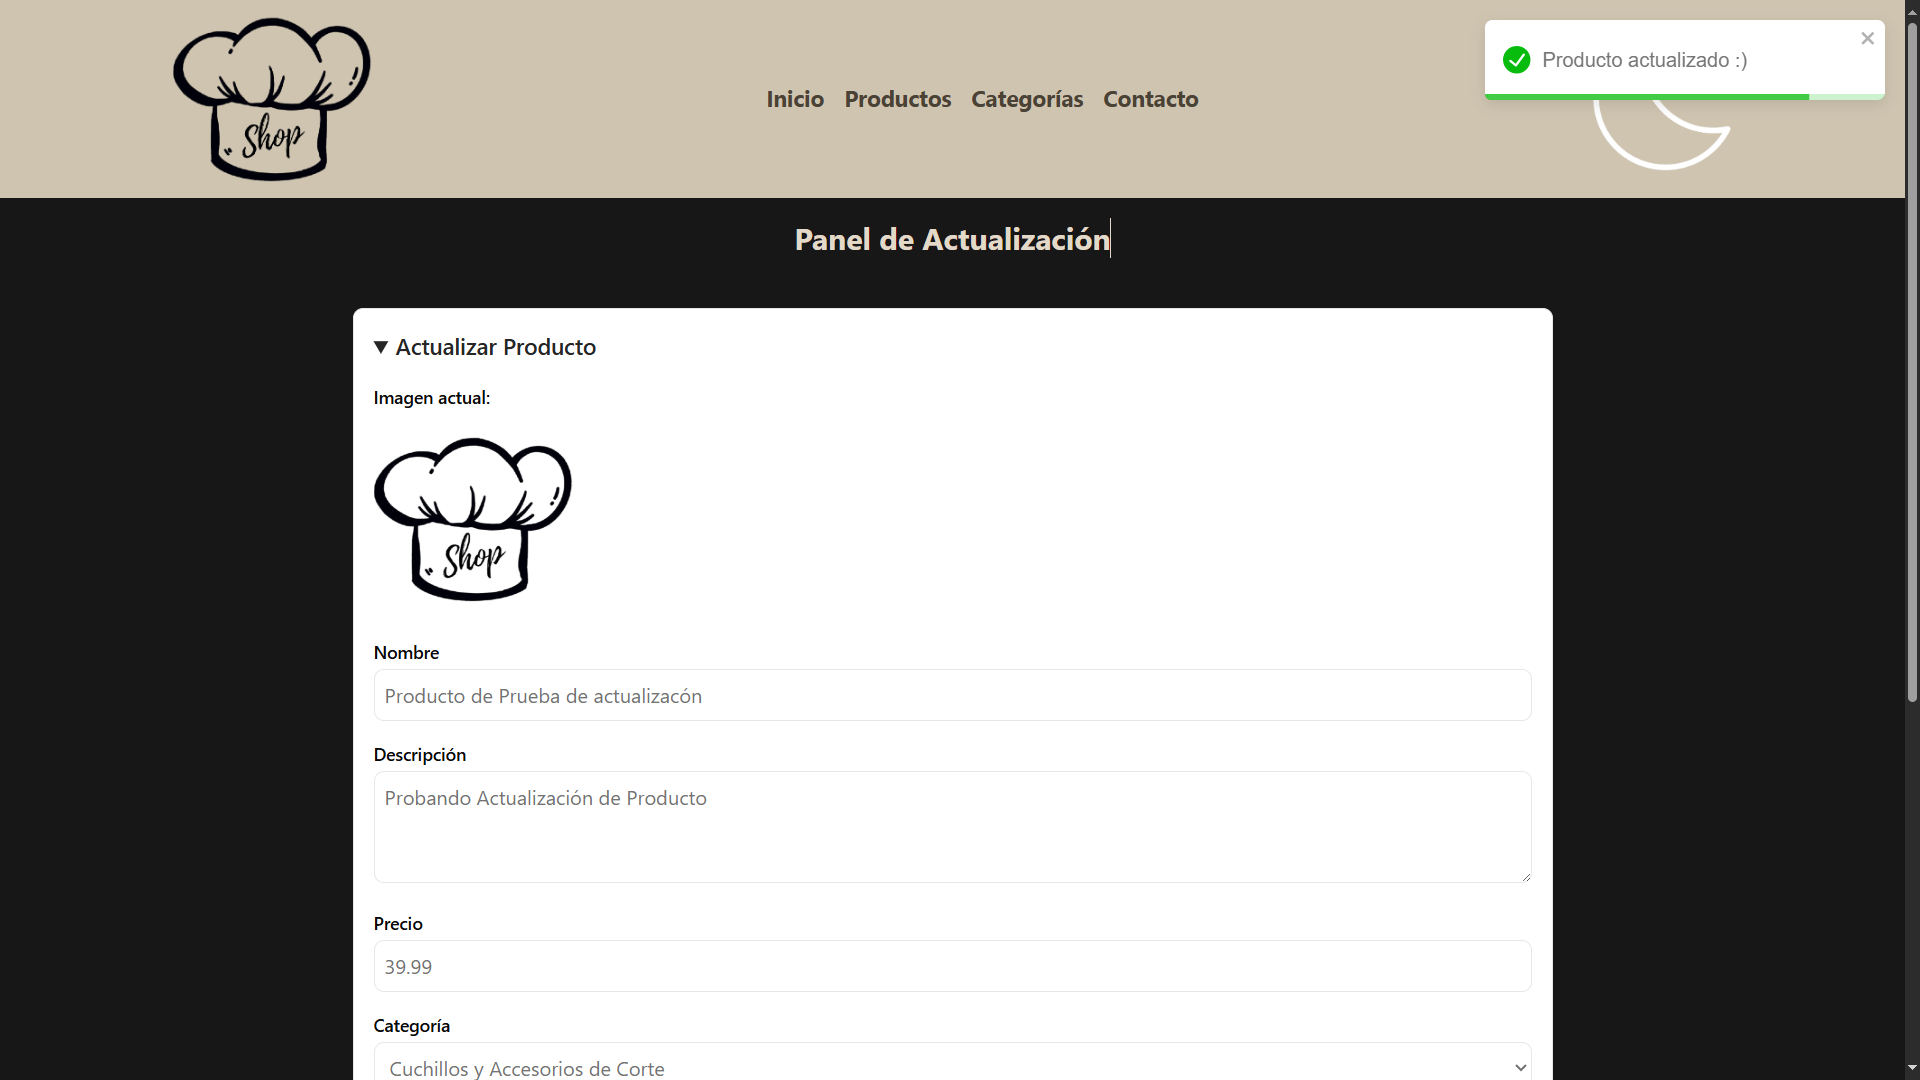 Shop
Inicio Productos Categorías Contacto
Producto actualizado :)
Panel de Actualización
Actualizar Producto
Imagen actual:
Shop
Nombre
Producto de Prueba de actualizacón
Descripción
Probando Actualización de Producto
Precio
39.99
Categoría
Cuchillos y Accesorios de Corte